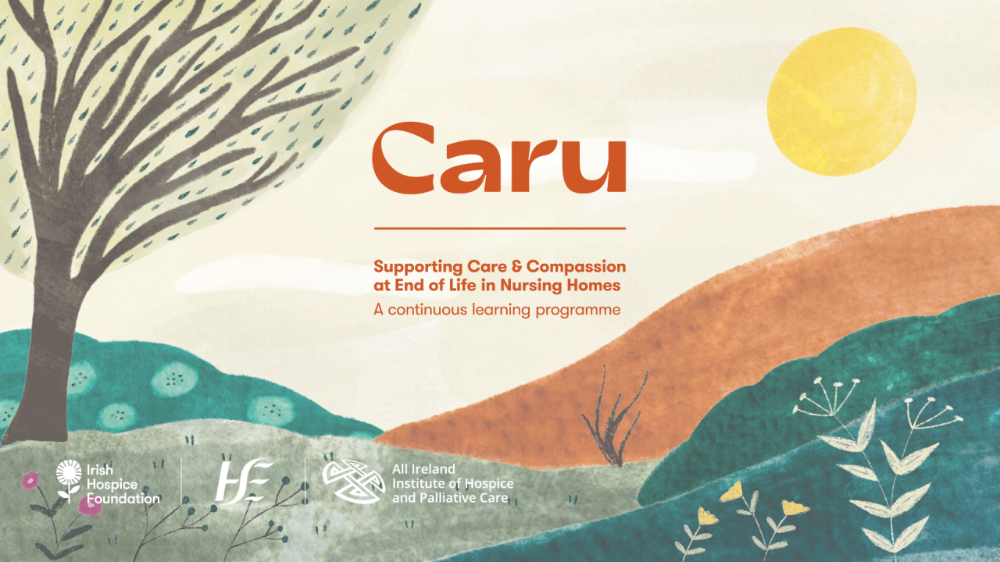 Caru
Supporting Care & Compassion
at End of Life in Nursing Homes
A continuous learning programme
Irish
Hospice
Foundation
HSE
All Ireland
Institute of Hospice
and Palliative Care